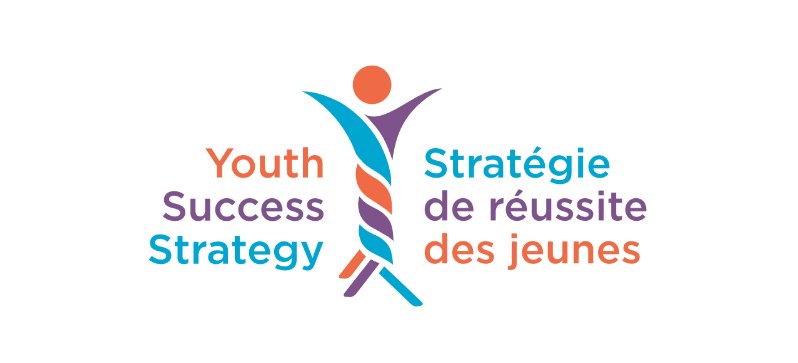 Youth
Success
Strategy
Stratégie
de réussite
des jeunes